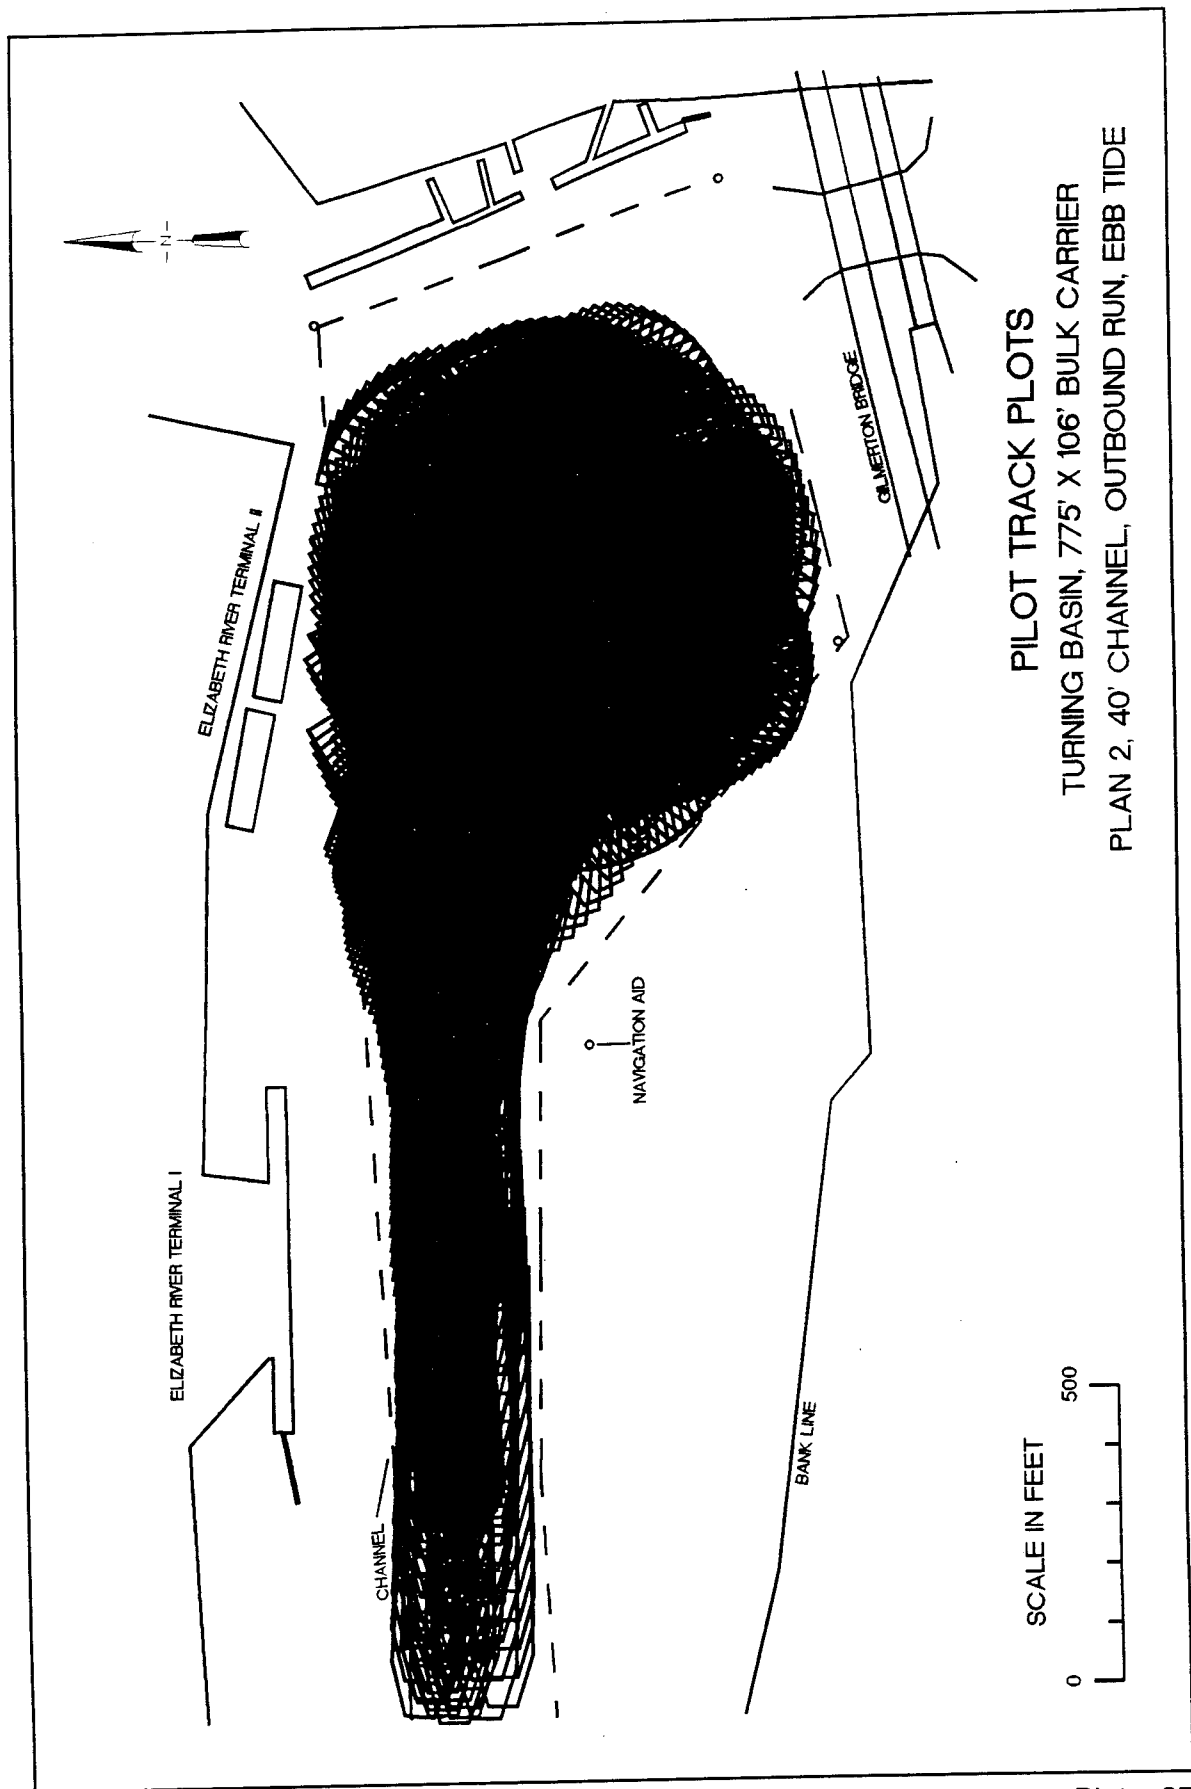 ELIZABETH RIVER TERMINAL I
ELIZABETH RIVER TERMINAL II
N
CHANNEL
NAVIGATION AID
GILMERTON BRIDGE
BANK LINE
SCALE IN FEET
0 500
PILOT TRACK PLOTS
TURNING BASIN, 775' X 106' BULK CARRIER
PLAN 2, 40' CHANNEL, OUTBOUND RUN, EBB TIDE